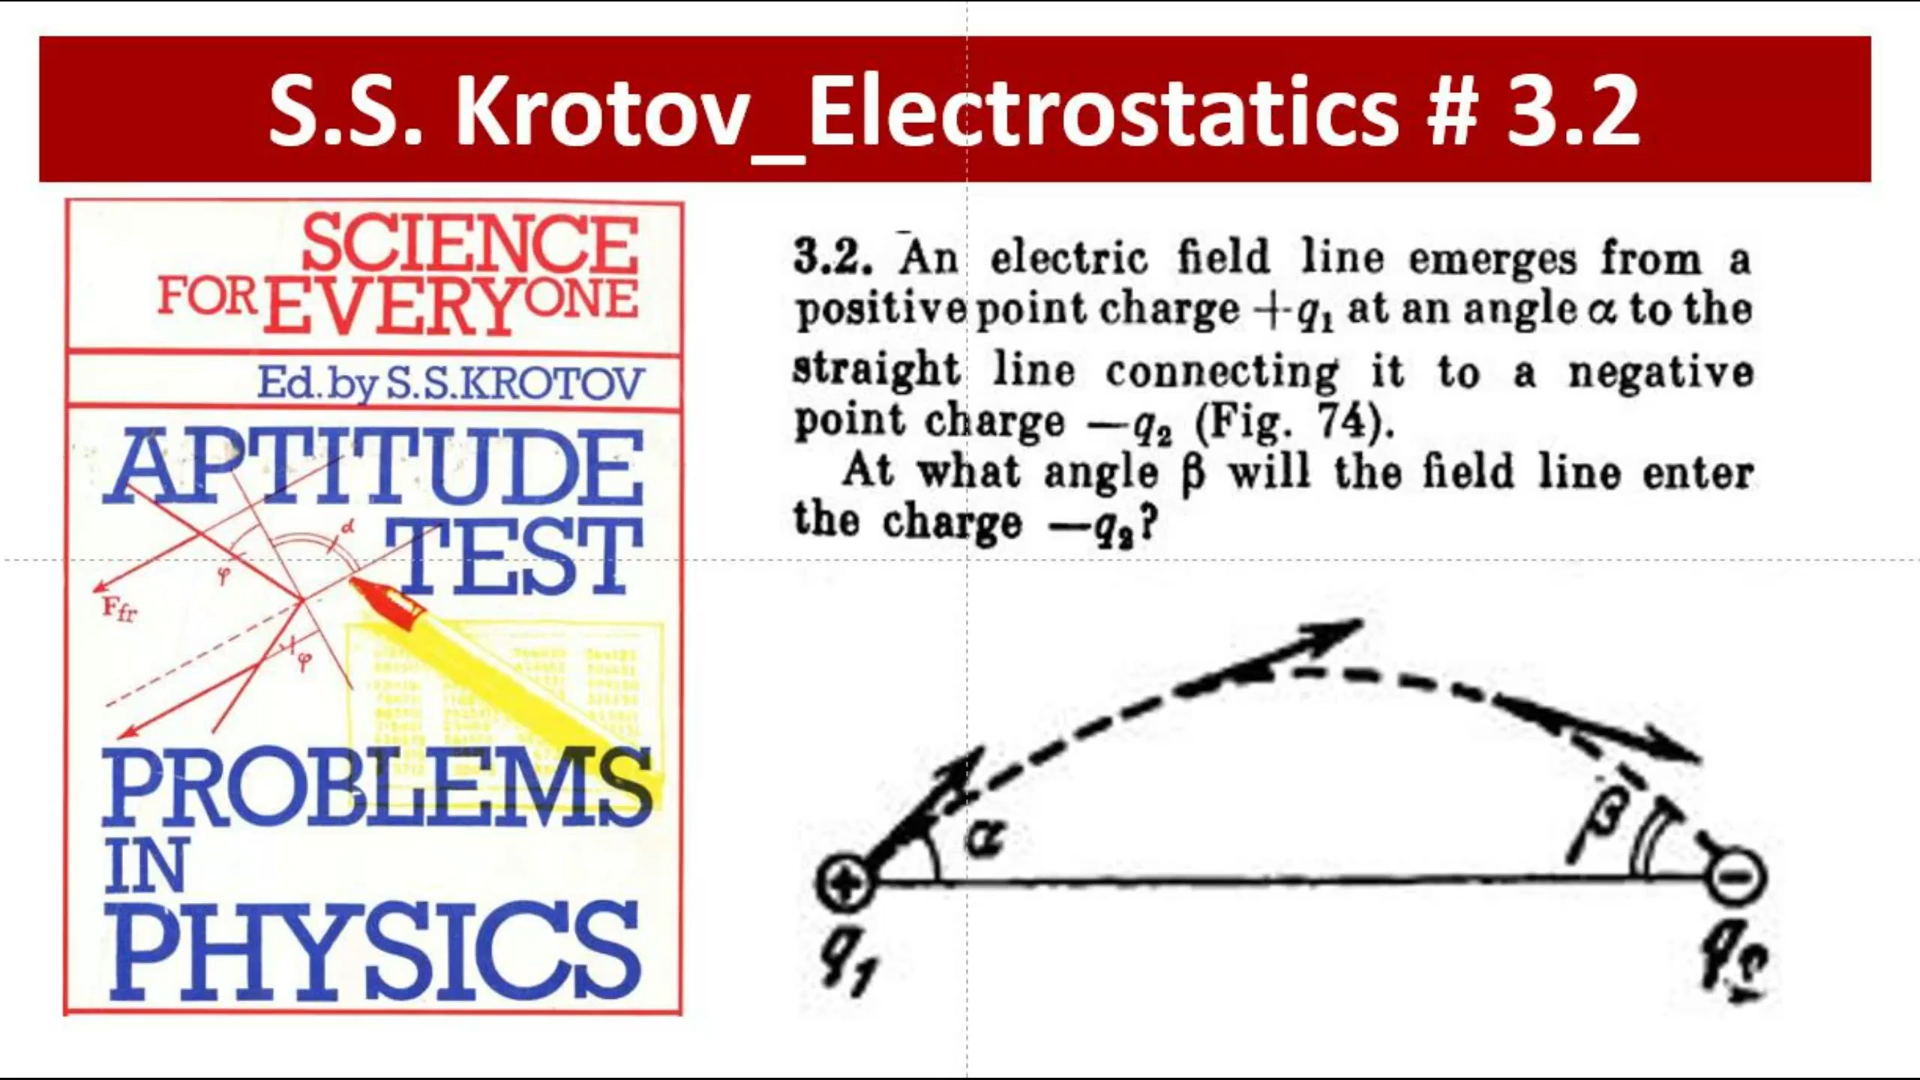 S.S. Krotov_Electrostatics # 3.2
SCIENCE
FOR EVERYONE
Ed. by S.S.KROTOV
APTITUDE
TEST
PROBLEMS
IN
PHYSICS
α
φ
Ffr
φ
3.2. An electric field line emerges from a
positive point charge +q₁ at an angle α to the
straight line connecting it to a negative
point charge —q₂ (Fig. 74).
At what angle β will the field line enter
the charge —q₂?
α
β
+
−
q₁
q₂